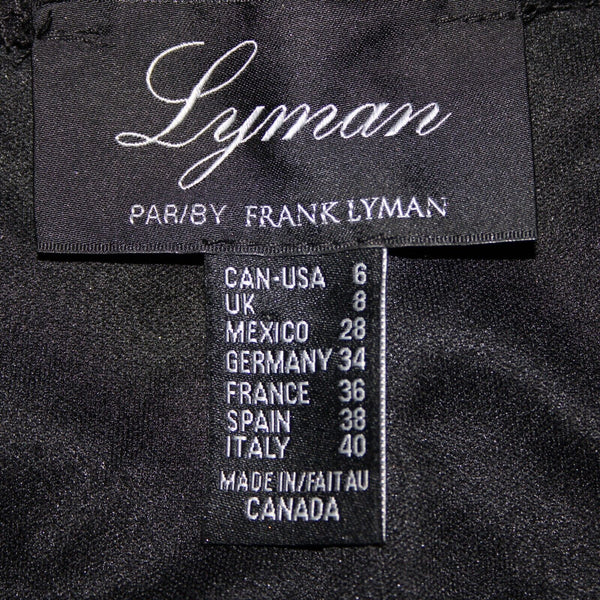 Lyman
PAR/BY FRANK LYMAN
CAN-USA 6
UK 8
MEXICO 28
GERMANY 34
FRANCE 36
SPAIN 38
ITALY 40
MADE IN/FAIT AU
CANADA